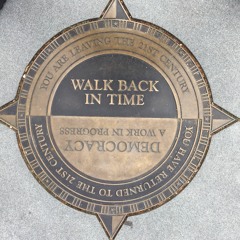 YOU ARE LEAVING THE 21ST CENTURY
WALK BACK
IN TIME
DEMOCRACY
A WORK IN PROGRESS
YOU HAVE RETURNED TO THE 21ST CENTURY